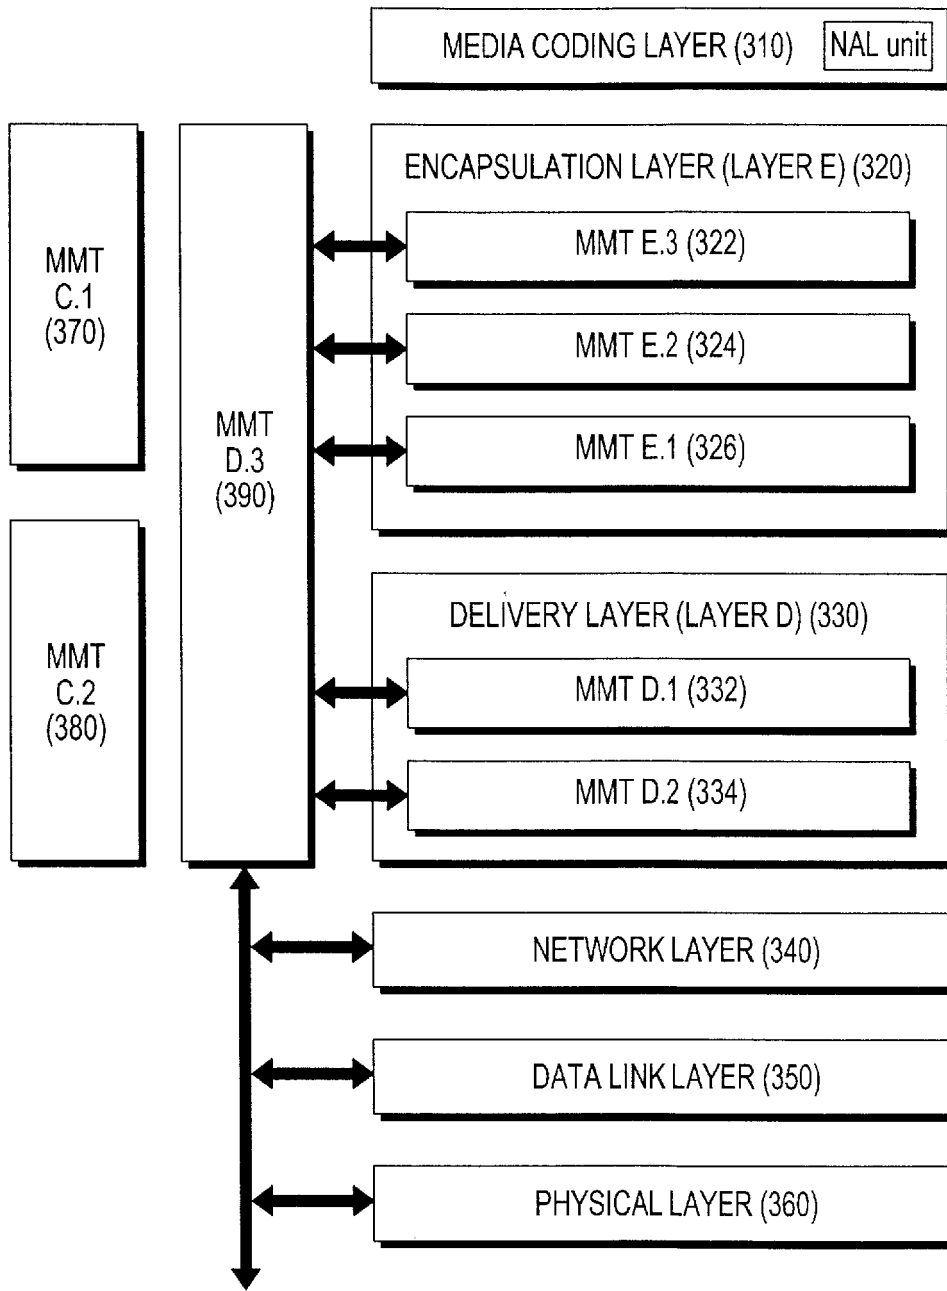 MEDIA CODING LAYER (310)
NAL unit
MMT
C.1
(370)
MMT
C.2
(380)
MMT
D.3
(390)
ENCAPSULATION LAYER (LAYER E) (320)
MMT E.3 (322)
MMT E.2 (324)
MMT E.1 (326)
DELIVERY LAYER (LAYER D) (330)
MMT D.1 (332)
MMT D.2 (334)
NETWORK LAYER (340)
DATA LINK LAYER (350)
PHYSICAL LAYER (360)